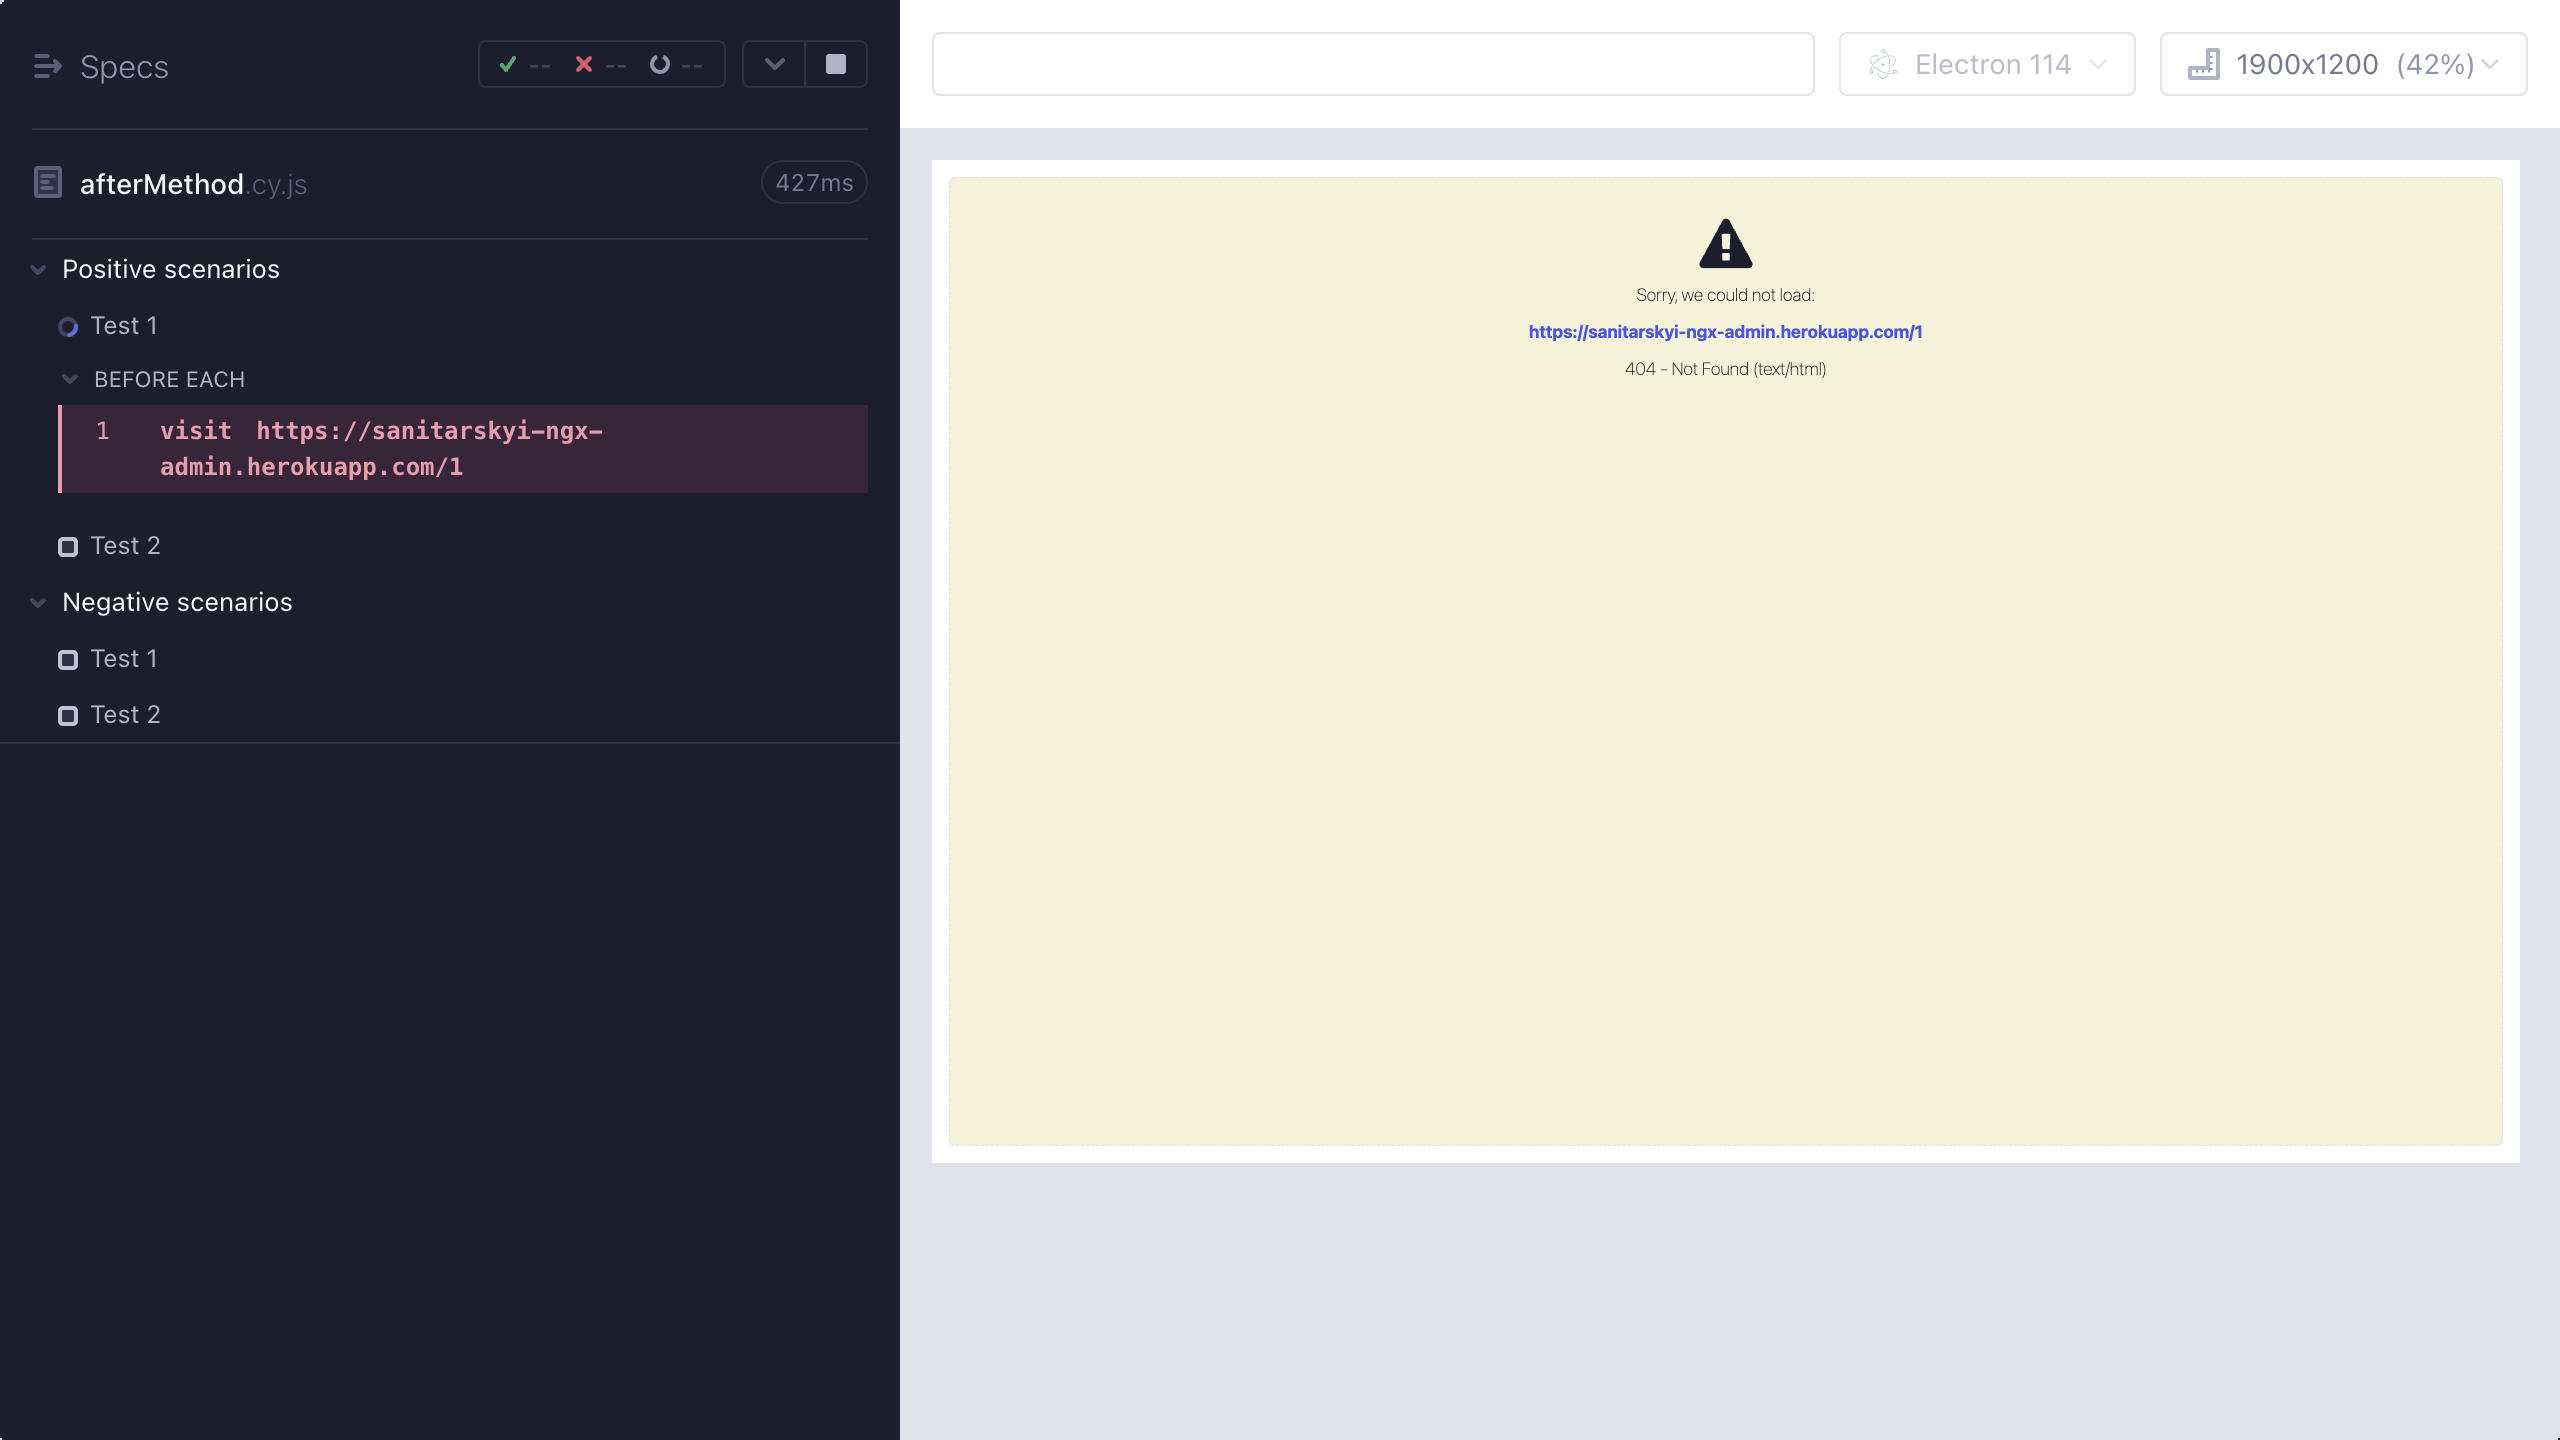 Specs
-- -- --
afterMethod.cy.js
427ms
Positive scenarios
Test 1
BEFORE EACH
1 visit https://sanitarskyi-ngx-
admin.herokuapp.com/1
Test 2
Negative scenarios
Test 1
Test 2
Electron 114
1900x1200 (42%)
Sorry, we could not load:
https://sanitarskyi-ngx-admin.herokuapp.com/1
404 - Not Found (text/html)